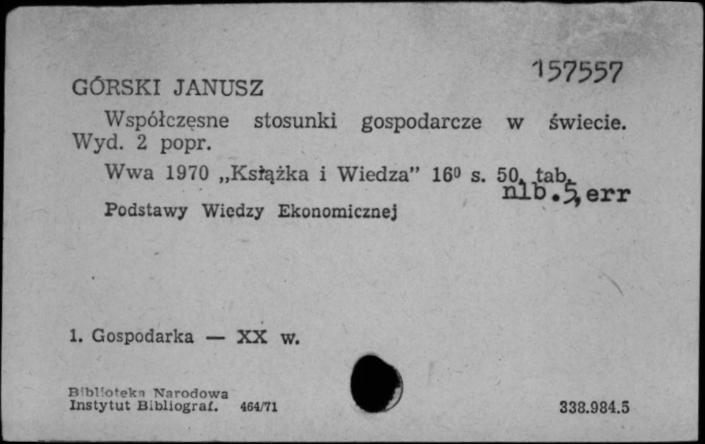 157557
GÓRSKI JANUSZ
Współczesne stosunki gospodarcze w świecie.
Wyd. 2 popr.
Wwa 1970 „Książka i Wiedza” 16⁰ s. 50, tab.
nlb. 5, err
Podstawy Wiedzy Ekonomicznej
1. Gospodarka — XX w.
Biblioteka Narodowa
Instytut Bibliograf. 464/71
338.984.5